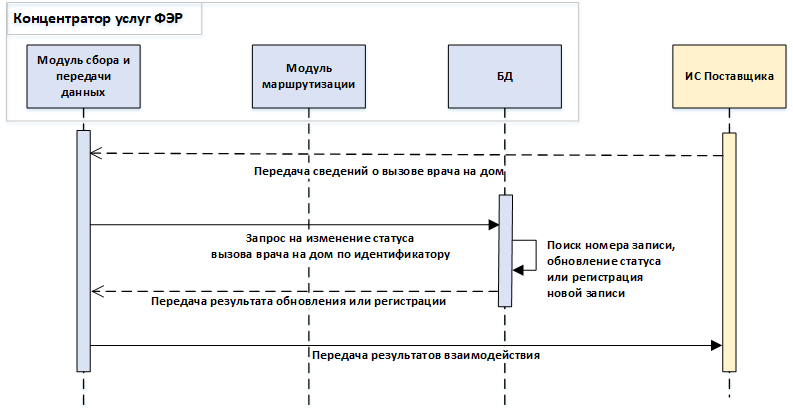 Концентратор услуг ФЭР
Модуль сбора и
передачи
данных
Модуль
маршрутизации
БД
ИС Поставщика
Передача сведений о вызове врача на дом
Запрос на изменение статуса
вызова врача на дом по идентификатору
Поиск номера записи,
обновление статуса
или регистрация
новой записи
Передача результата обновления или регистрации
Передача результатов взаимодействия